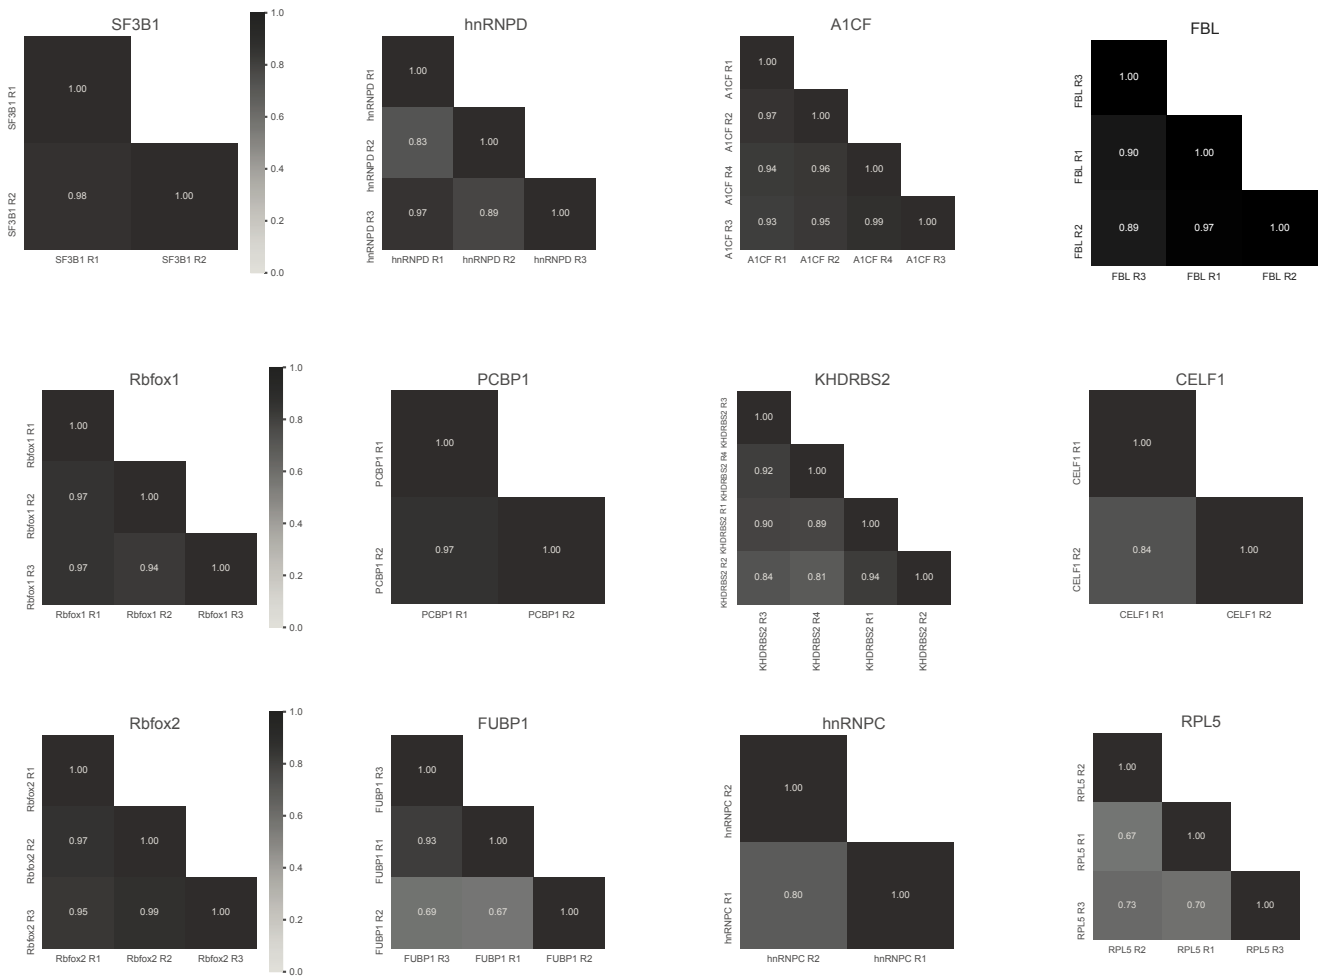 SF3B1
SF3B1 R1
1.00
SF3B1 R2
0.98
1.00
SF3B1 R1
SF3B1 R2
1.0
0.8
0.6
0.4
0.2
0.0
hnRNPD
hnRNPD R1
1.00
hnRNPD R2
0.83
1.00
hnRNPD R3
0.97
0.89
1.00
hnRNPD R1
hnRNPD R2
hnRNPD R3
A1CF
A1CF R1
1.00
A1CF R2
0.97
1.00
A1CF R4
0.94
0.96
1.00
A1CF R3
0.93
0.95
0.99
1.00
A1CF R1
A1CF R2
A1CF R4
A1CF R3
FBL
FBL R3
1.00
FBL R1
0.90
1.00
FBL R2
0.89
0.97
1.00
FBL R3
FBL R1
FBL R2
Rbfox1
Rbfox1 R1
1.00
Rbfox1 R2
0.97
1.00
Rbfox1 R3
0.97
0.94
1.00
Rbfox1 R1
Rbfox1 R2
Rbfox1 R3
1.0
0.8
0.6
0.4
0.2
0.0
PCBP1
PCBP1 R1
1.00
PCBP1 R2
0.97
1.00
PCBP1 R1
PCBP1 R2
KHDRBS2
KHDRBS2 R3
1.00
KHDRBS2 R4
0.92
1.00
KHDRBS2 R1
0.90
0.89
1.00
KHDRBS2 R2
0.84
0.81
0.94
1.00
KHDRBS2 R3
KHDRBS2 R4
KHDRBS2 R1
KHDRBS2 R2
CELF1
CELF1 R1
1.00
CELF1 R2
0.84
1.00
CELF1 R1
CELF1 R2
Rbfox2
Rbfox2 R1
1.00
Rbfox2 R2
0.97
1.00
Rbfox2 R3
0.95
0.99
1.00
Rbfox2 R1
Rbfox2 R2
Rbfox2 R3
1.0
0.8
0.6
0.4
0.2
0.0
FUBP1
FUBP1 R3
1.00
FUBP1 R1
0.93
1.00
FUBP1 R2
0.69
0.67
1.00
FUBP1 R3
FUBP1 R1
FUBP1 R2
hnRNPC
hnRNPC R2
1.00
hnRNPC R1
0.80
1.00
hnRNPC R2
hnRNPC R1
RPL5
RPL5 R2
1.00
RPL5 R1
0.67
1.00
RPL5 R3
0.73
0.70
1.00
RPL5 R2
RPL5 R1
RPL5 R3